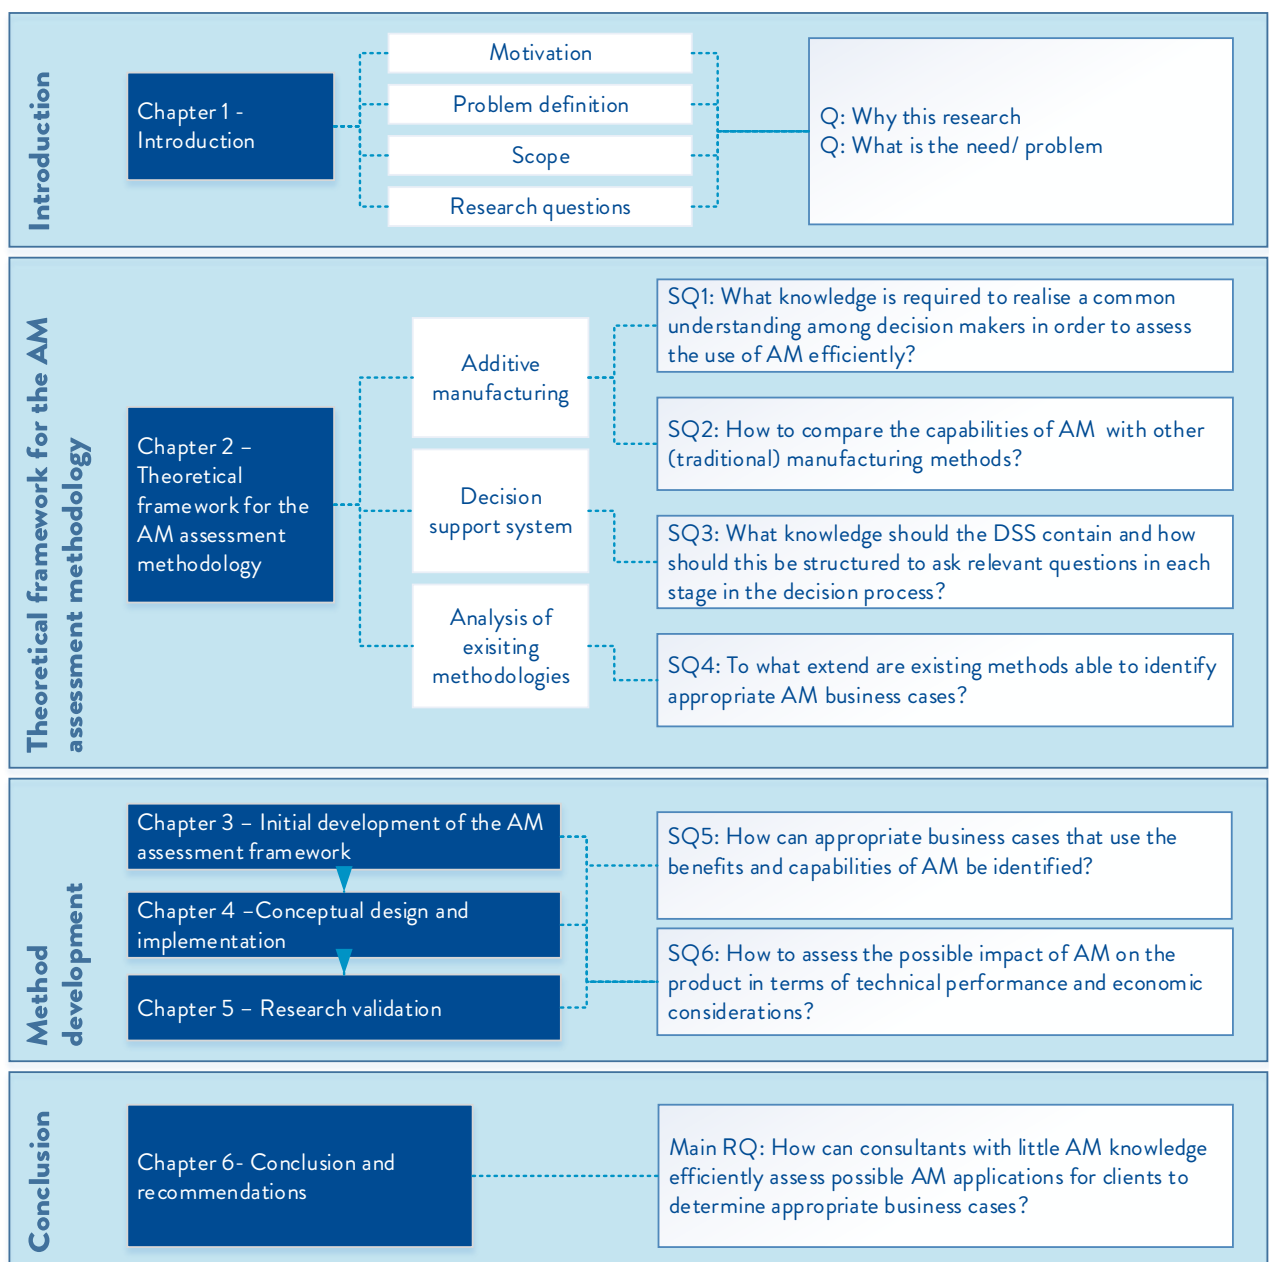 Introduction
Chapter 1 -
Introduction
Motivation
Problem definition
Scope
Research questions
Q: Why this research
Q: What is the need/ problem
Theoretical framework for the AM
assessment methodology
Chapter 2 –
Theoretical
framework for the
AM assessment
methodology
Additive
manufacturing
Decision
support system
Analysis of
exisiting
methodologies
SQ1: What knowledge is required to realise a common
understanding among decision makers in order to assess
the use of AM efficiently?
SQ2: How to compare the capabilities of AM with other
(traditional) manufacturing methods?
SQ3: What knowledge should the DSS contain and how
should this be structured to ask relevant questions in each
stage in the decision process?
SQ4: To what extend are existing methods able to identify
appropriate AM business cases?
Method
development
Chapter 3 – Initial development of the AM
assessment framework
Chapter 4 –Conceptual design and
implementation
Chapter 5 – Research validation
SQ5: How can appropriate business cases that use the
benefits and capabilities of AM be identified?
SQ6: How to assess the possible impact of AM on the
product in terms of technical performance and economic
considerations?
Conclusion
Chapter 6- Conclusion and
recommendations
Main RQ: How can consultants with little AM knowledge
efficiently assess possible AM applications for clients to
determine appropriate business cases?